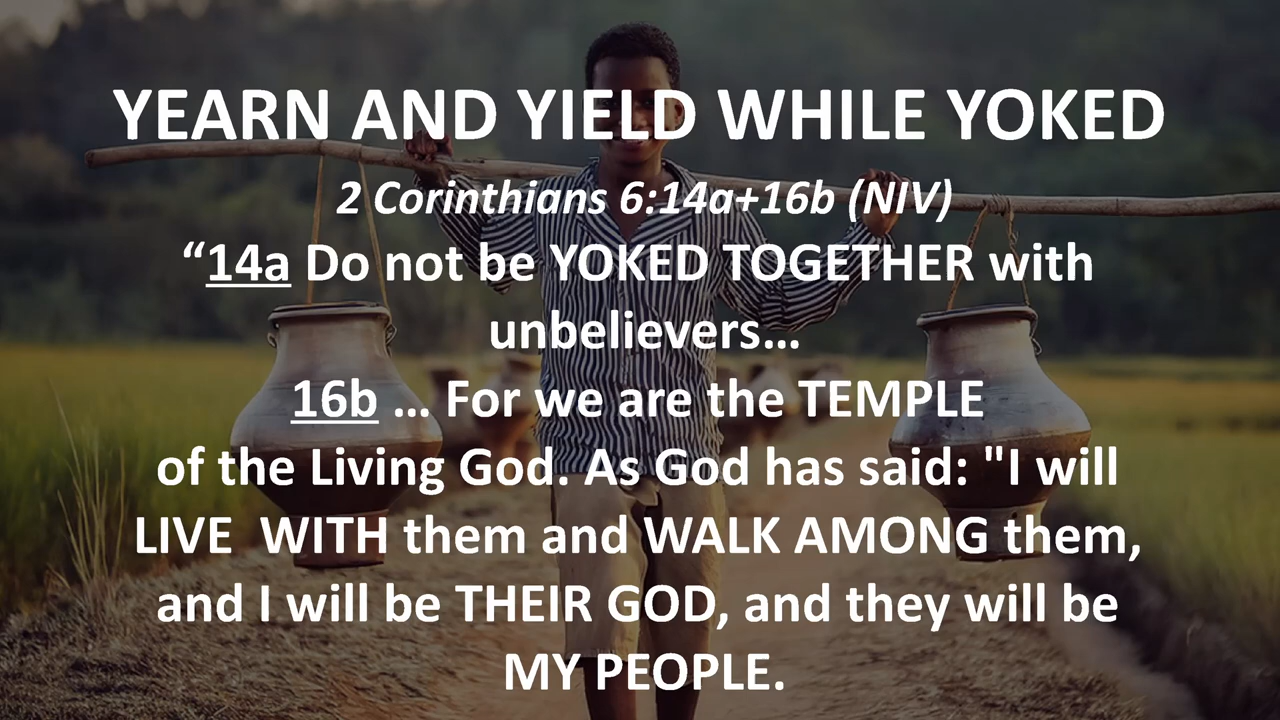 YEARN AND YIELD WHILE YOKED
2 Corinthians 6:14a+16b (NIV)
“14a Do not be YOKED TOGETHER with
unbelievers…
16b … For we are the TEMPLE
of the Living God. As God has said: "I will
LIVE  WITH them and WALK AMONG them,
and I will be THEIR GOD, and they will be
MY PEOPLE.